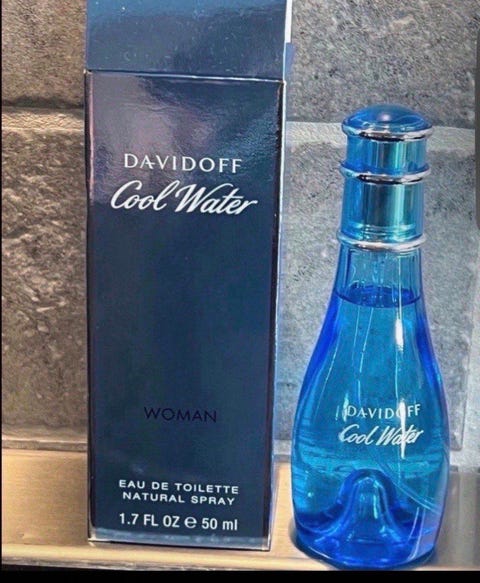 DAVIDOFF
Cool Water
WOMAN
EAU DE TOILETTE
NATURAL SPRAY
1.7 FL OZ ℮ 50 ml
DAVIDOFF
Cool Water